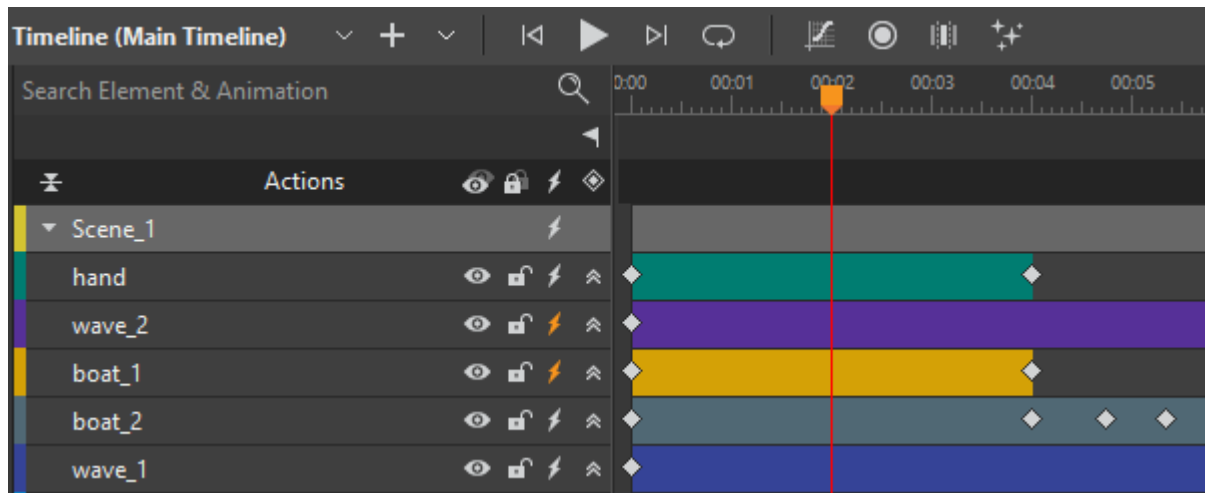 Timeline (Main Timeline)
Search Element & Animation
0:00 00:01 00:02 00:03 00:04 00:05
Actions
Scene_1
hand
wave_2
boat_1
boat_2
wave_1